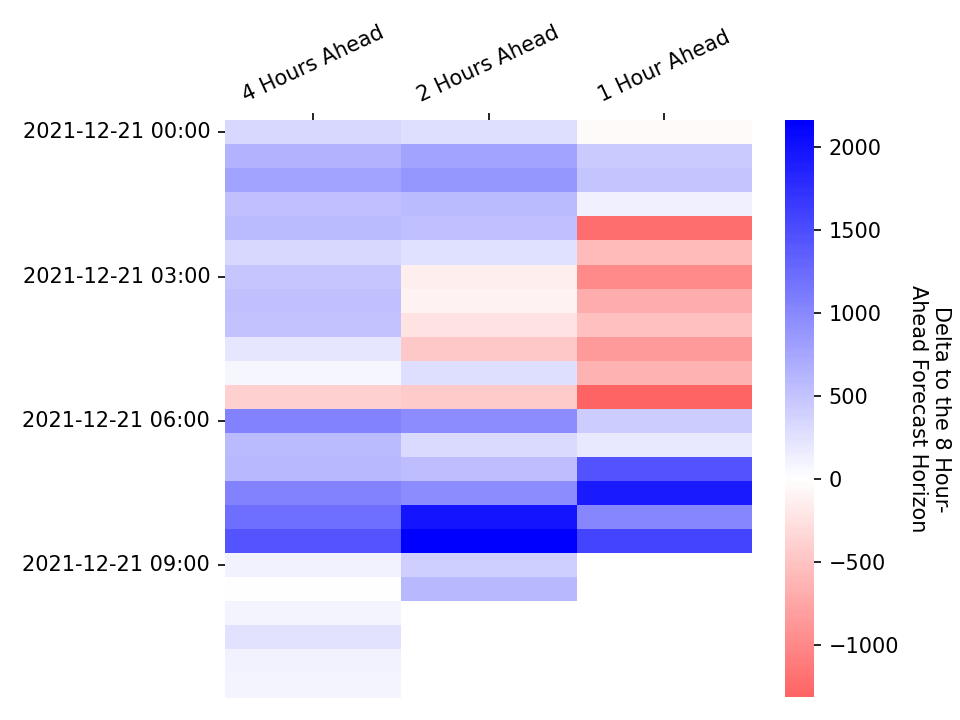 4 Hours Ahead
2 Hours Ahead
1 Hour Ahead
2021-12-21 00:00
2021-12-21 03:00
2021-12-21 06:00
2021-12-21 09:00
2000
1500
1000
500
0
−500
−1000
Delta to the 8 Hour-
Ahead Forecast Horizon